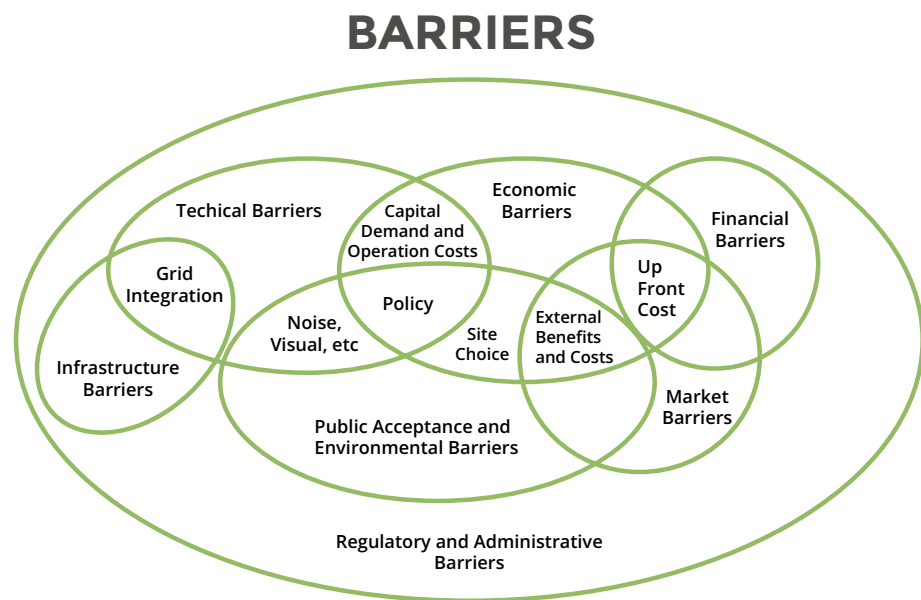 BARRIERS
Techical Barriers
Capital
Demand and
Operation Costs
Economic
Barriers
Financial
Barriers
Grid
Integration
Up
Front
Cost
Policy
Noise,
Visual, etc
Site
Choice
External
Benefits
and Costs
Infrastructure
Barriers
Market
Barriers
Public Acceptance and
Environmental Barriers
Regulatory and Administrative
Barriers